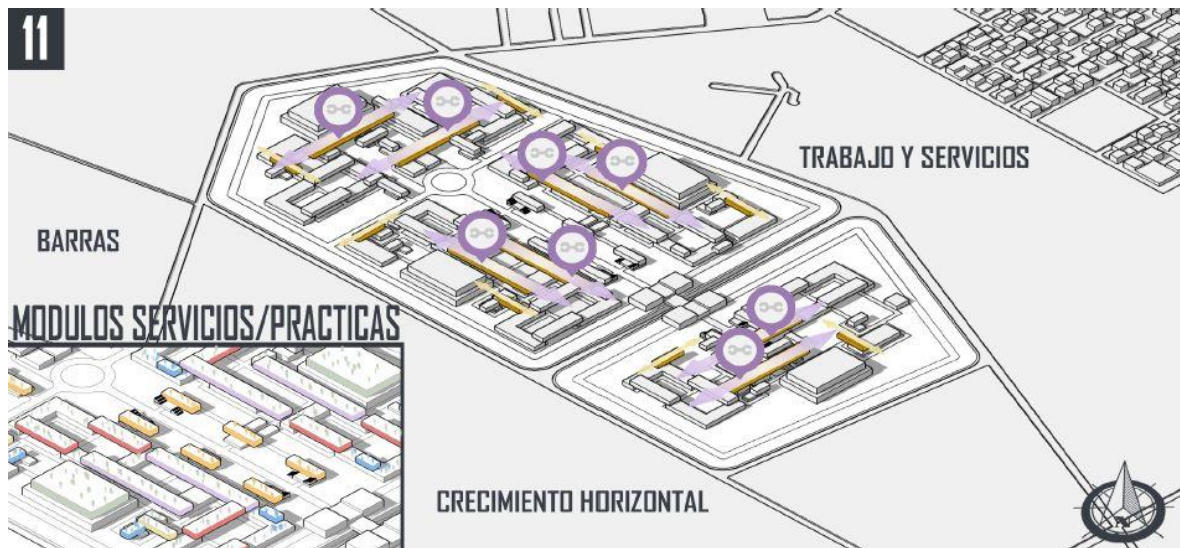 11
TRABAJO Y SERVICIOS
BARRAS
MODULOS SERVICIOS/PRACTICAS
CRECIMIENTO HORIZONTAL